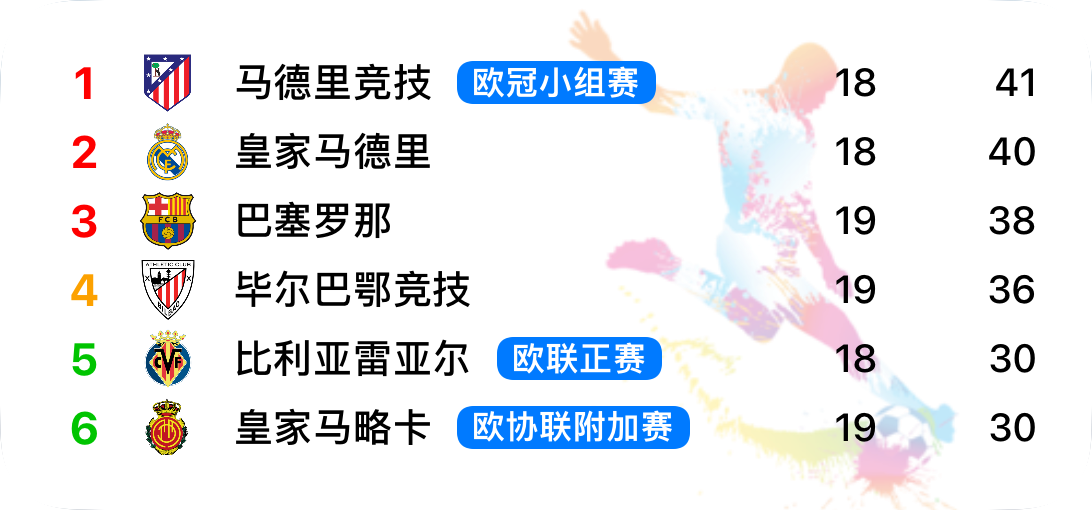 1 马德里竞技 欧冠小组赛 18 41
2 皇家马德里 18 40
3 巴塞罗那 19 38
4 毕尔巴鄂竞技 19 36
5 比利亚雷亚尔 欧联正赛 18 30
6 皇家马略卡 欧协联附加赛 19 30